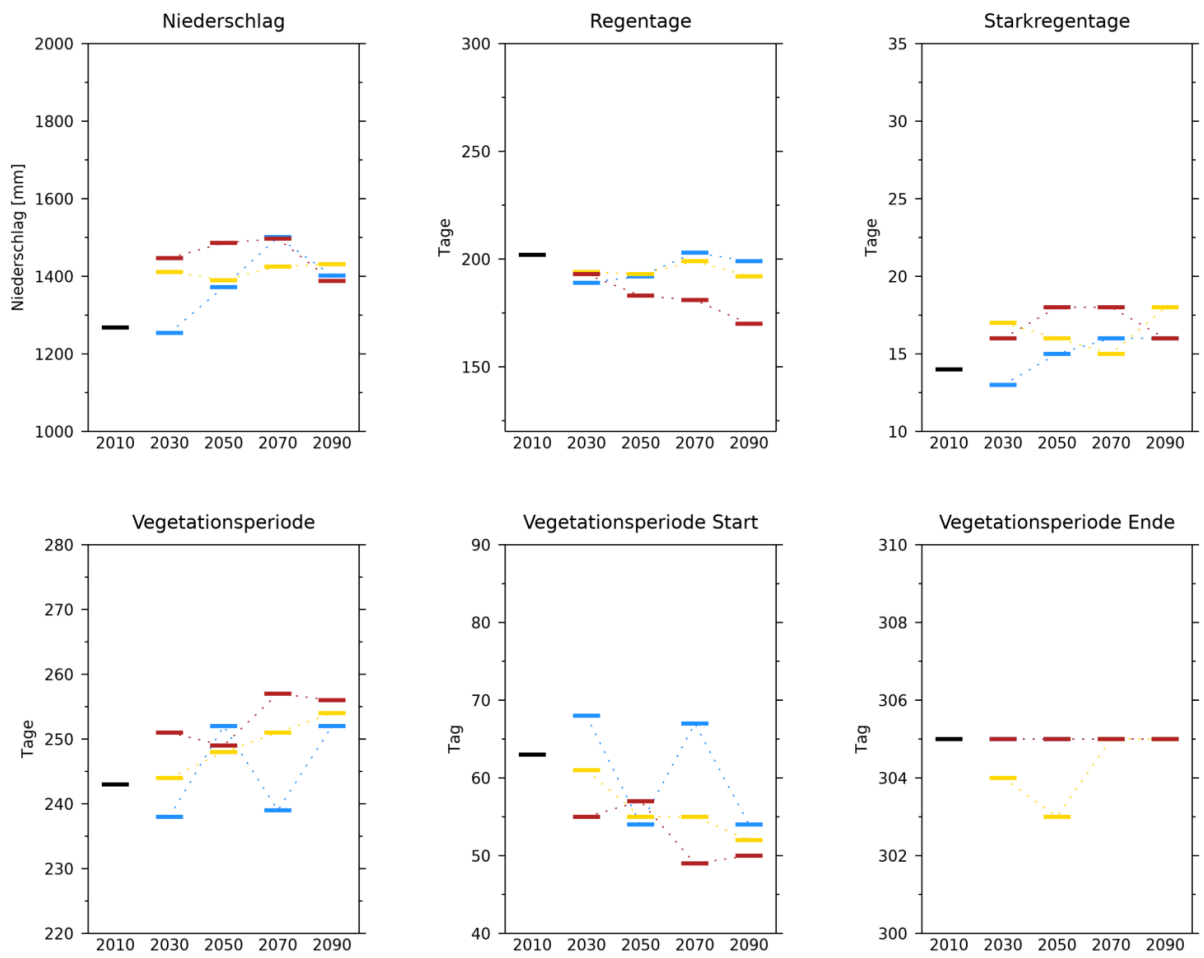 Niederschlag
Regentage
Starkregentage
2000
1800
1600
1400
1200
1000
Niederschlag [mm]
2010 2030 2050 2070 2090
300
250
200
150
Tage
2010 2030 2050 2070 2090
35
30
25
20
15
10
Tage
2010 2030 2050 2070 2090
Vegetationsperiode
Vegetationsperiode Start
Vegetationsperiode Ende
280
270
260
250
240
230
220
Tage
2010 2030 2050 2070 2090
90
80
70
60
50
40
Tag
2010 2030 2050 2070 2090
310
308
306
304
302
300
Tag
2010 2030 2050 2070 2090